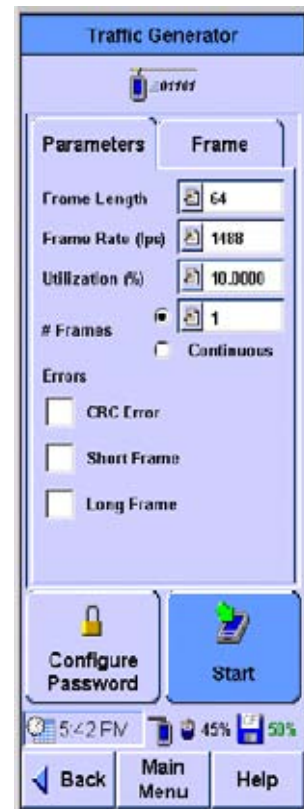 Traffic Generator
01101
Parameters Frame
Frame Length 64
Frame Rate (fps) 1488
Utilization (%) 10.0000
# Frames 1
Continuous
Errors
CRC Error
Short Frame
Long Frame
Configure Password Start
5:42 PM 45% 50%
Back Main Menu Help